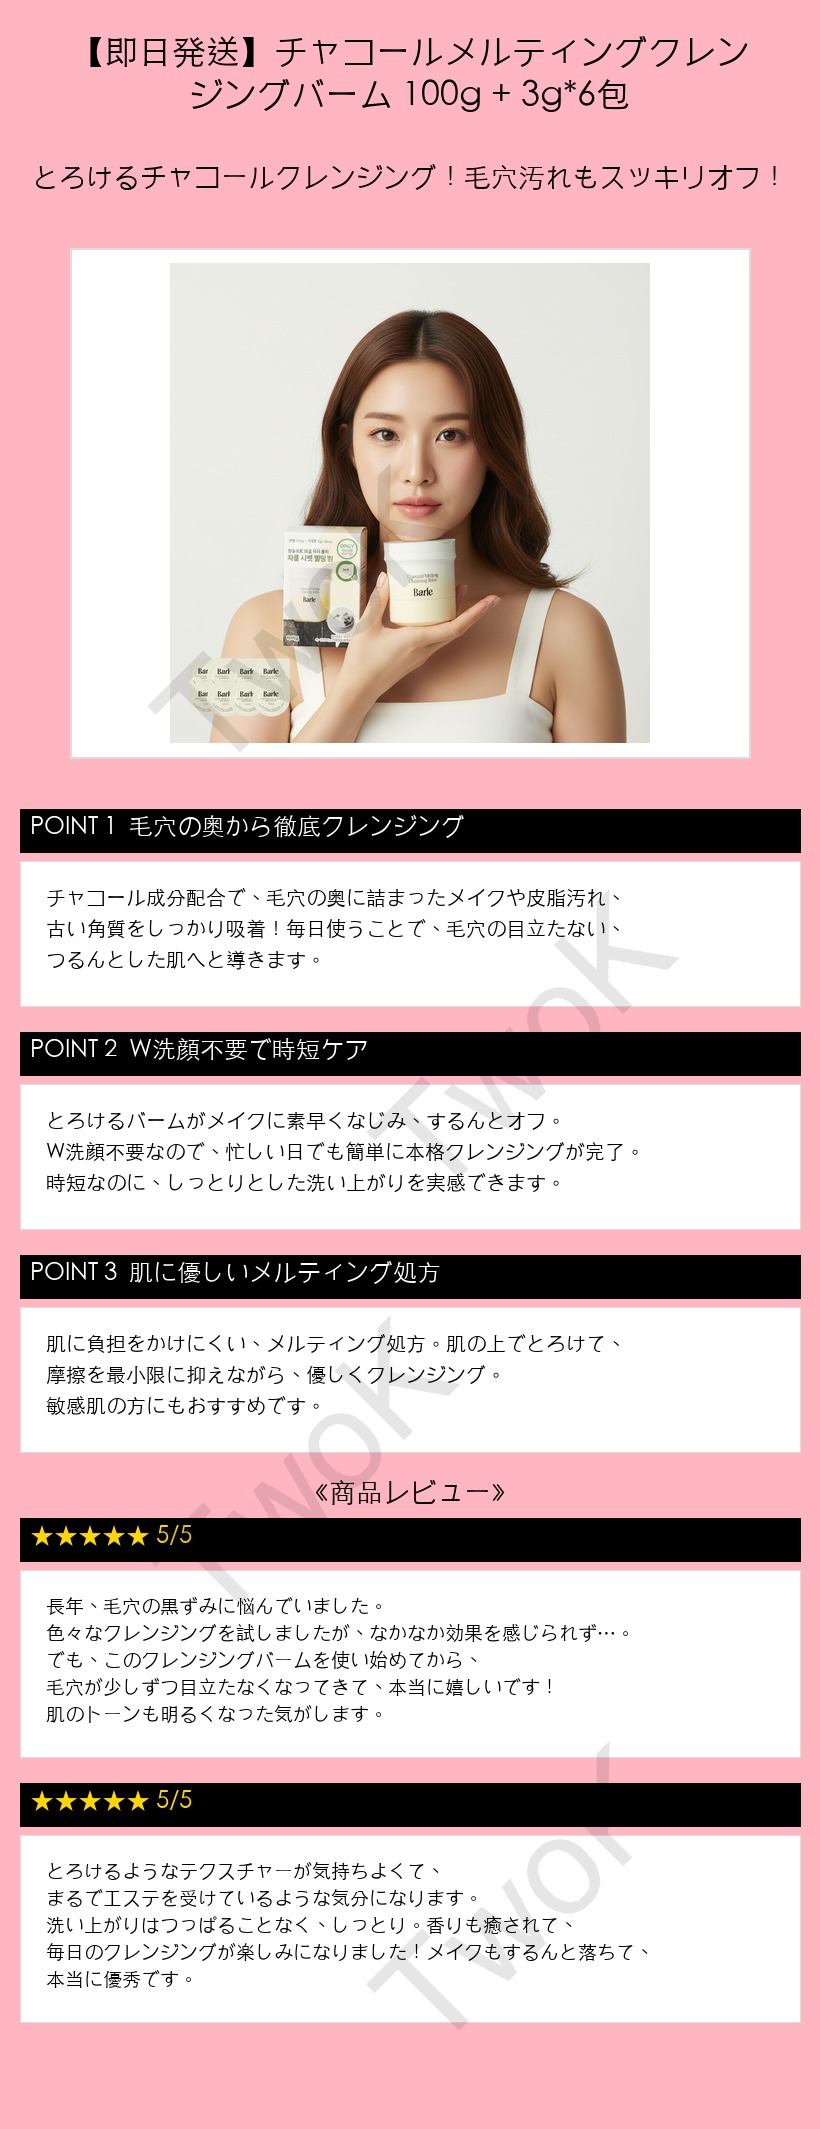 【即日発送】チャコールメルティングクレン
ジングバーム 100g + 3g*6包
とろけるチャコールクレンジング！毛穴汚れもスッキリオフ！
ONLY
Charcoal Melting
Cleansing Balm
Barle
Barle
Barle
Barle
TwoK
POINT 1 毛穴の奥から徹底クレンジング
チャコール成分配合で、毛穴の奥に詰まったメイクや皮脂汚れ、
古い角質をしっかり吸着！毎日使うことで、毛穴の目立たない、
つるんとした肌へと導きます。
TwoK
POINT 2 W洗顔不要で時短ケア
とろけるバームがメイクに素早くなじみ、するんとオフ。
W洗顔不要なので、忙しい日でも簡単に本格クレンジングが完了。
時短なのに、しっとりとした洗い上がりを実感できます。
POINT 3 肌に優しいメルティング処方
肌に負担をかけにくい、メルティング処方。肌の上でとろけて、
摩擦を最小限に抑えながら、優しくクレンジング。
敏感肌の方にもおすすめです。
TwoK
《商品レビュー》
★★★★★ 5/5
長年、毛穴の黒ずみに悩んでいました。
色々なクレンジングを試しましたが、なかなか効果を感じられず…。
でも、このクレンジングバームを使い始めてから、
毛穴が少しずつ目立たなくなってきて、本当に嬉しいです！
肌のトーンも明るくなった気がします。
★★★★★ 5/5
とろけるようなテクスチャーが気持ちよくて、
まるでエステを受けているような気分になります。
洗い上がりはつっぱることなく、しっとり。香りも癒されて、
毎日のクレンジングが楽しみになりました！メイクもするんと落ちて、
本当に優秀です。
TwoK